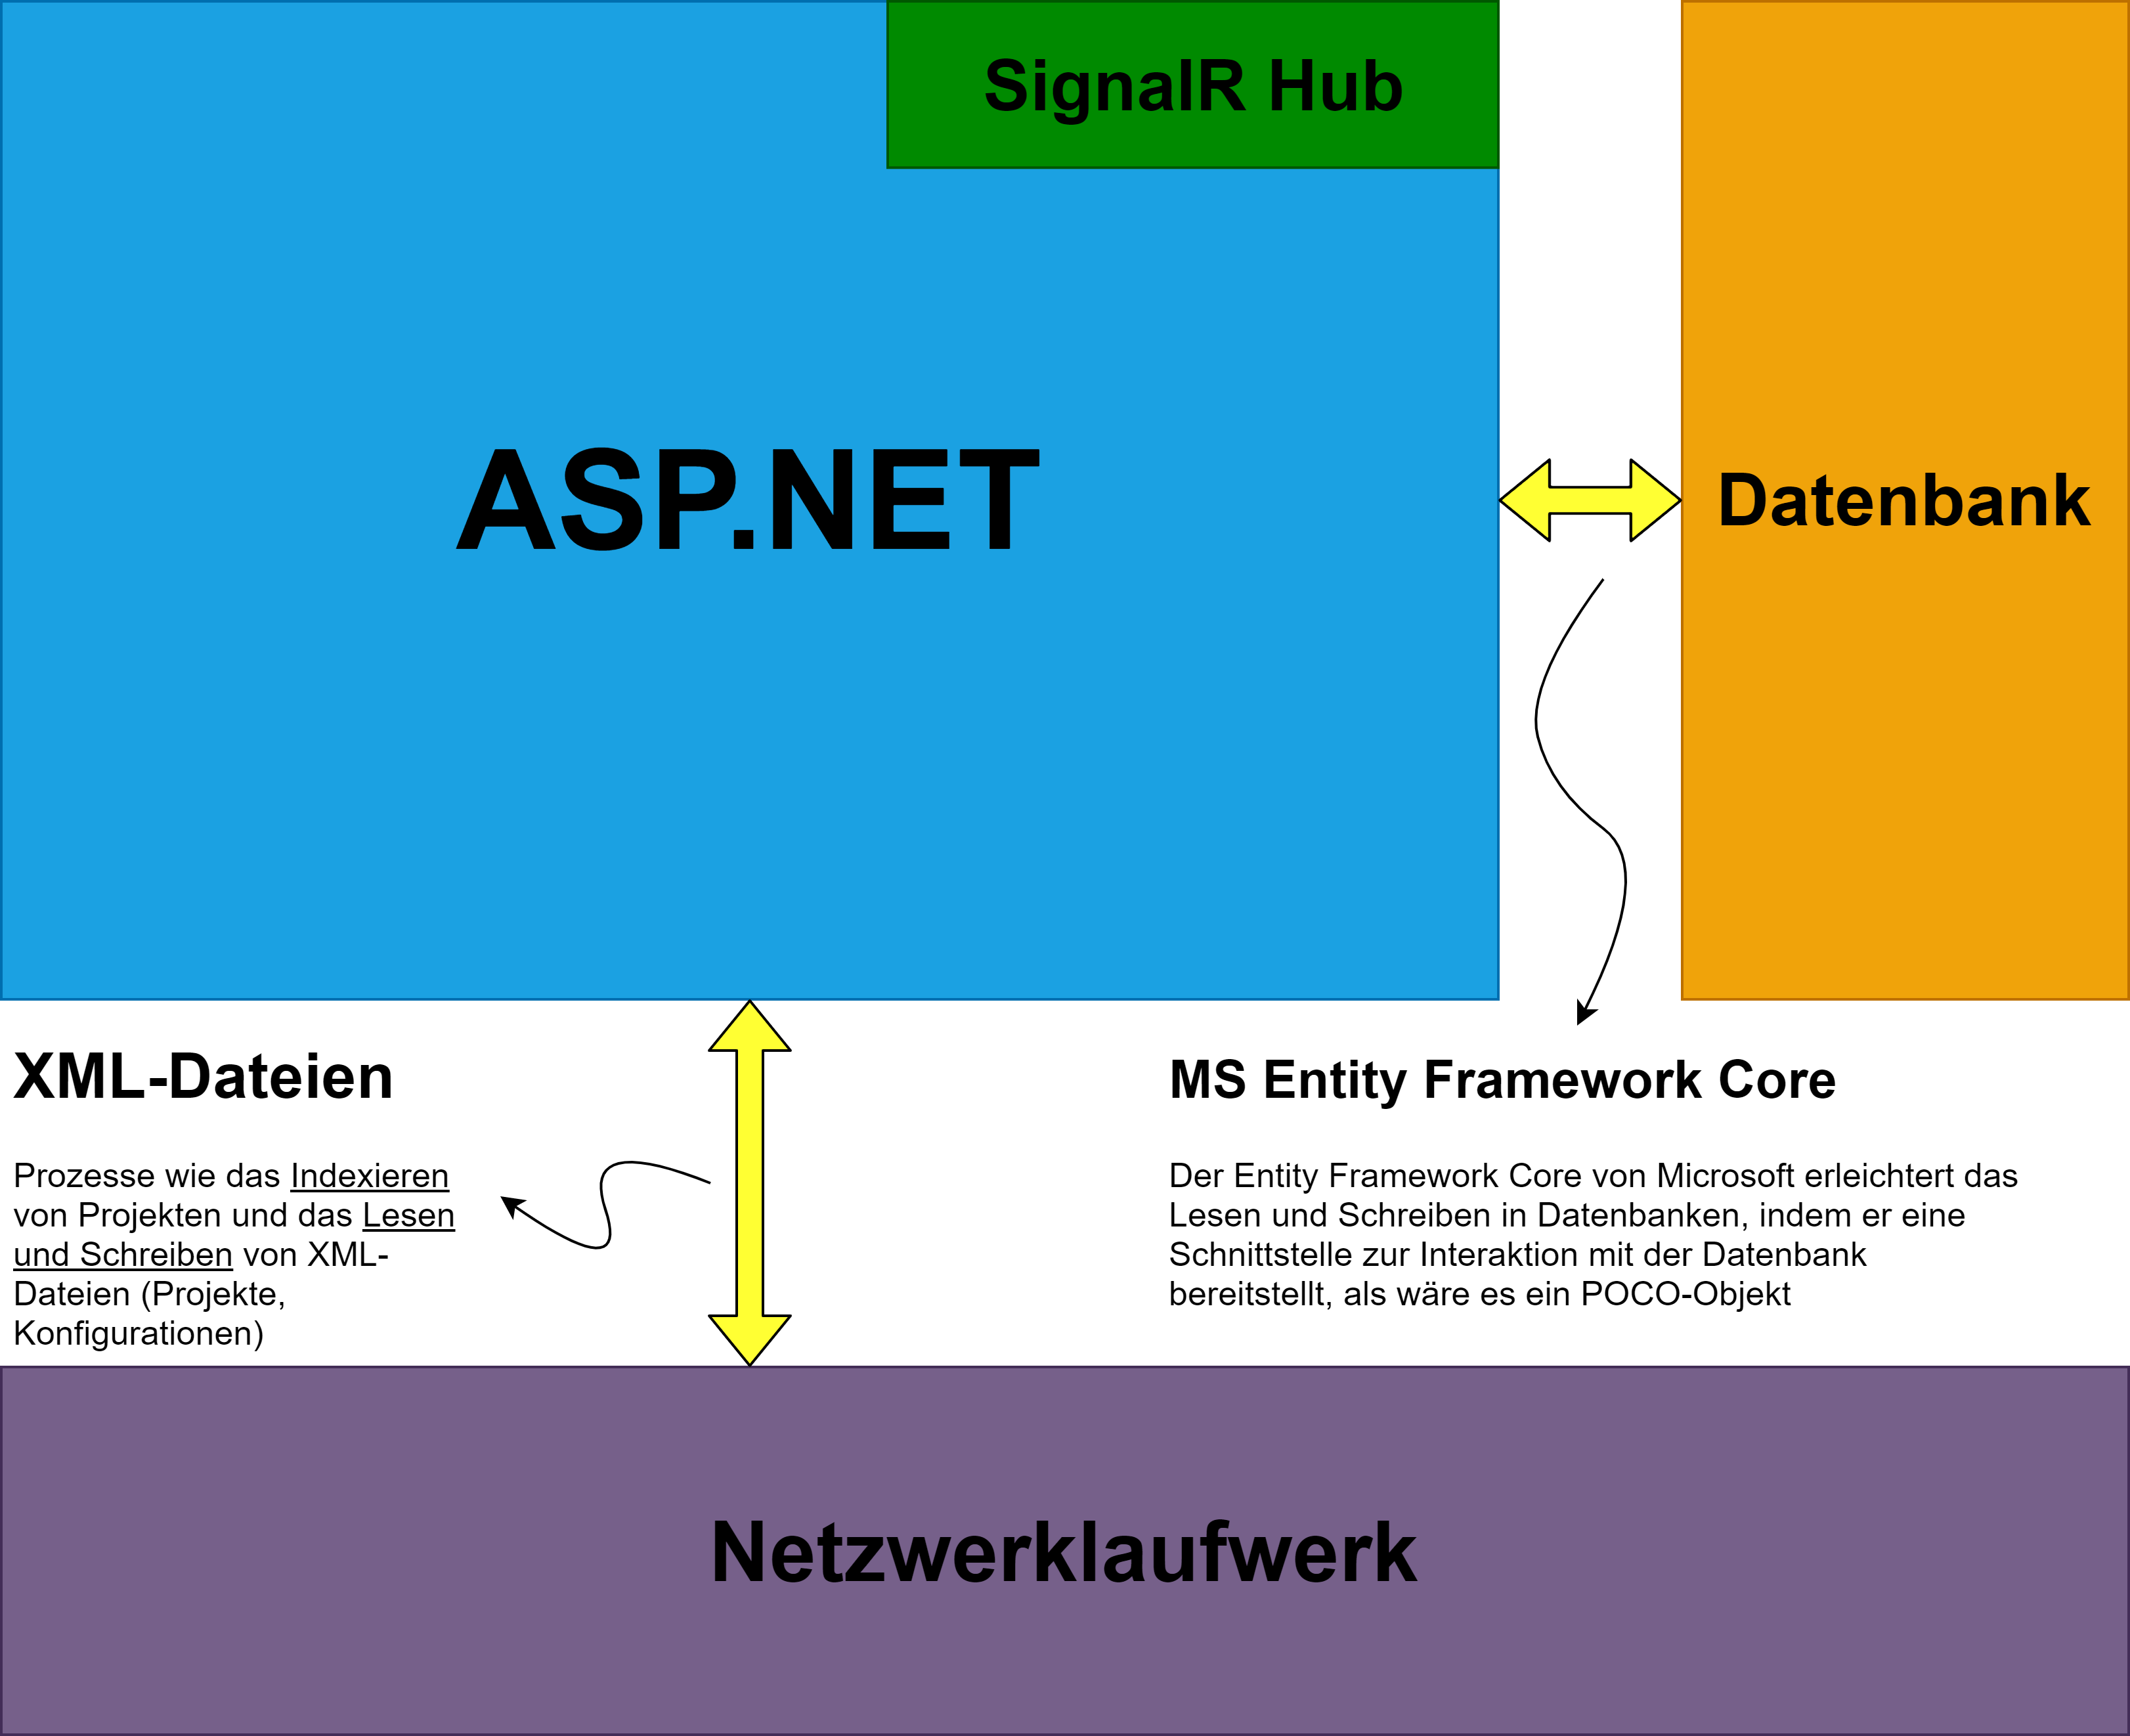 SignalR Hub
ASP.NET
Datenbank
XML-Dateien
Prozesse wie das Indexieren
von Projekten und das Lesen
und Schreiben von XML-
Dateien (Projekte,
Konfigurationen)
MS Entity Framework Core
Der Entity Framework Core von Microsoft erleichtert das
Lesen und Schreiben in Datenbanken, indem er eine
Schnittstelle zur Interaktion mit der Datenbank
bereitstellt, als wäre es ein POCO-Objekt
Netzwerklaufwerk